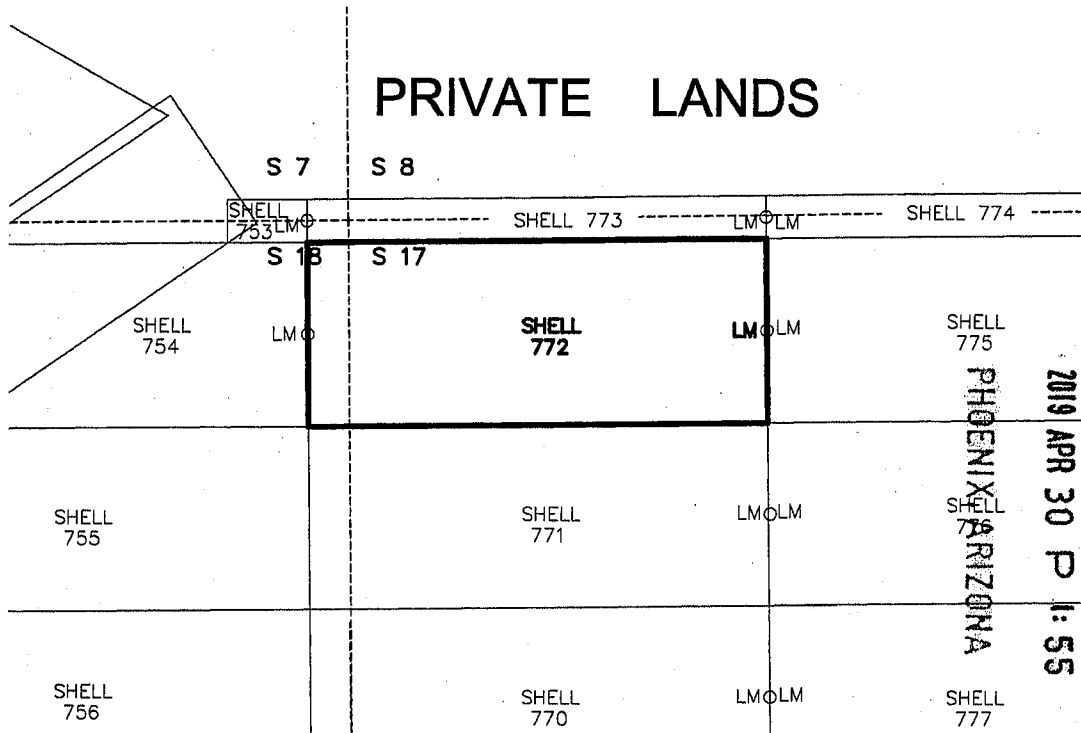 PRIVATE LANDS
S 7 S 8
SHELL
753
LM
SHELL 773
LM LM
SHELL 774
S 18 S 17
SHELL
754
LM
SHELL
772
LM LM
SHELL
775
SHELL
755
SHELL
771
LM LM
SHELL
776
SHELL
756
SHELL
770
LM LM
SHELL
777
2019 APR 30 P 1:55
PHOENIX ARIZONA